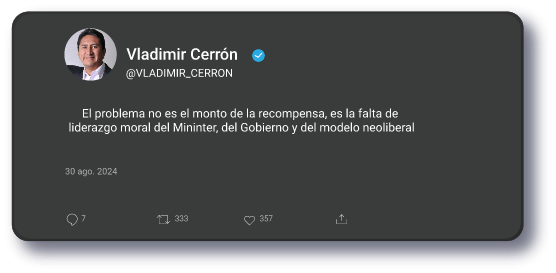 Vladimir Cerrón
@VLADIMIR_CERRON
El problema no es el monto de la recompensa, es la falta de
liderazgo moral del Mininter, del Gobierno y del modelo neoliberal
30 ago. 2024
7 333 357